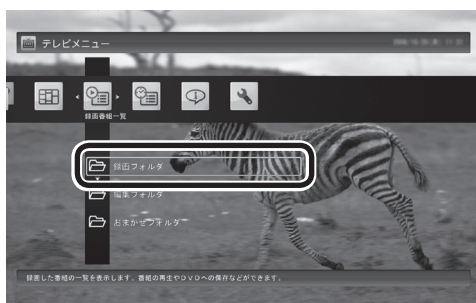 テレビメニュー
録画番組一覧
録画フォルダ
編集フォルダ
おまかせフォルダ
録画した番組の一覧を表示します。番組の再生やDVDへの保存などができます。